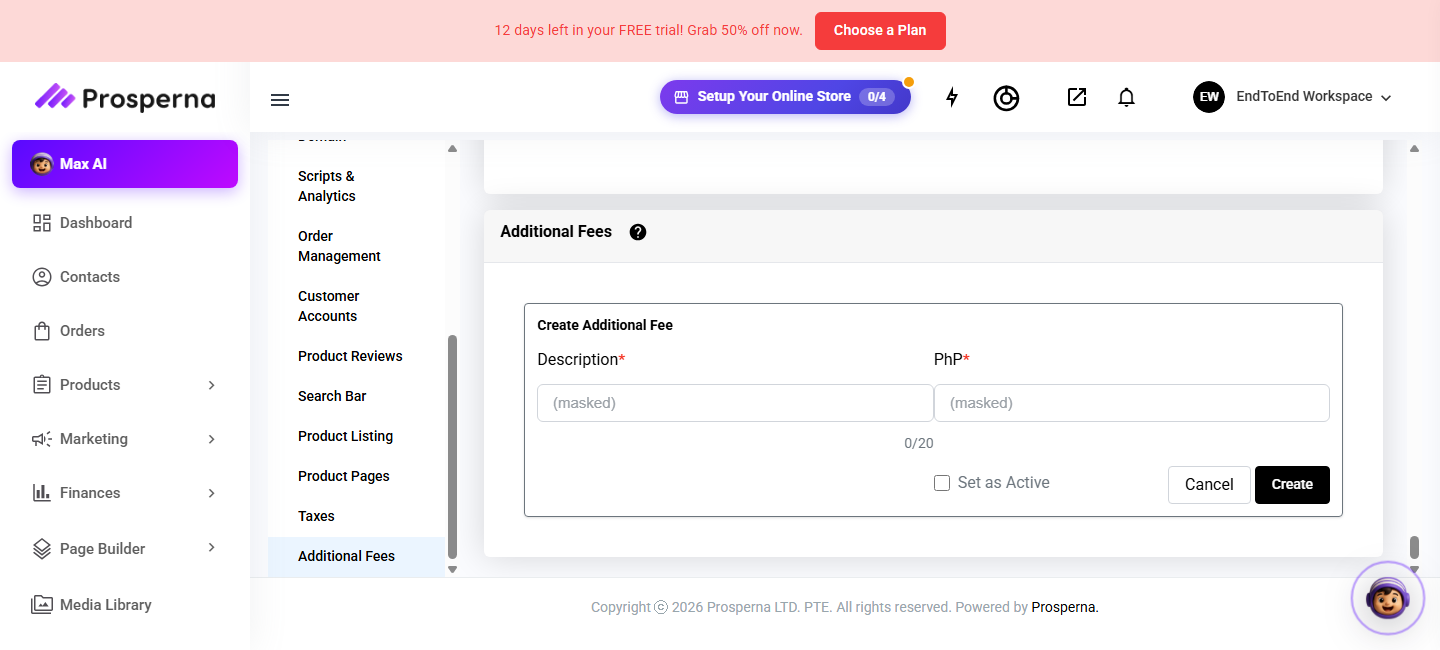 12 days left in your FREE trial! Grab 50% off now.
Choose a Plan
Prosperna
Setup Your Online Store 0/4
EW EndToEnd Workspace
Max AI
Dashboard
Contacts
Orders
Products
Marketing
Finances
Page Builder
Media Library
Scripts &
Analytics
Order
Management
Customer
Accounts
Product Reviews
Search Bar
Product Listing
Product Pages
Taxes
Additional Fees
Additional Fees
Create Additional Fee
Description*
PhP*
(masked)
(masked)
0/20
Set as Active
Cancel
Create
Copyright © 2026 Prosperna LTD. PTE. All rights reserved. Powered by Prosperna.